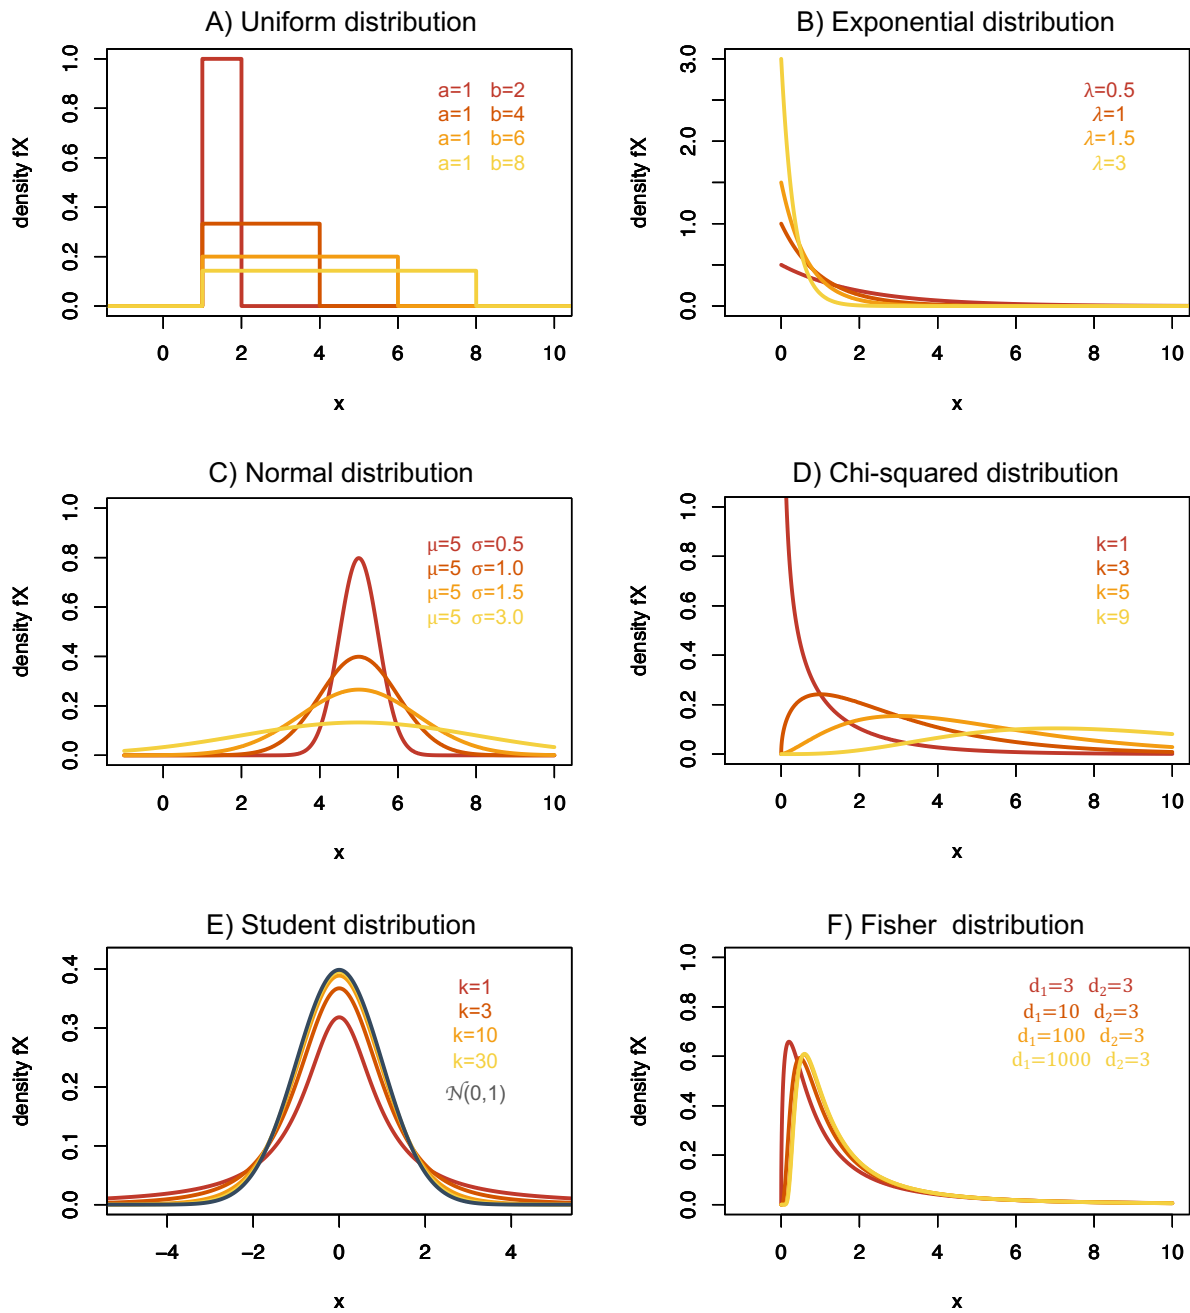 A) Uniform distribution
density fX
1.0
0.8
0.6
0.4
0.2
0.0
a=1 b=2
a=1 b=4
a=1 b=6
a=1 b=8
0 2 4 6 8 10
x
B) Exponential distribution
density fX
3.0
2.0
1.0
0.0
λ=0.5
λ=1
λ=1.5
λ=3
0 2 4 6 8 10
x
C) Normal distribution
density fX
1.0
0.8
0.6
0.4
0.2
0.0
μ=5 σ=0.5
μ=5 σ=1.0
μ=5 σ=1.5
μ=5 σ=3.0
0 2 4 6 8 10
x
D) Chi-squared distribution
density fX
1.0
0.8
0.6
0.4
0.2
0.0
k=1
k=3
k=5
k=9
0 2 4 6 8 10
x
E) Student distribution
density fX
0.4
0.3
0.2
0.1
0.0
k=1
k=3
k=10
k=30
𝒩(0,1)
−4 −2 0 2 4
x
F) Fisher distribution
density fX
1.0
0.8
0.6
0.4
0.2
0.0
d₁=3 d₂=3
d₁=10 d₂=3
d₁=100 d₂=3
d₁=1000 d₂=3
0 2 4 6 8 10
x